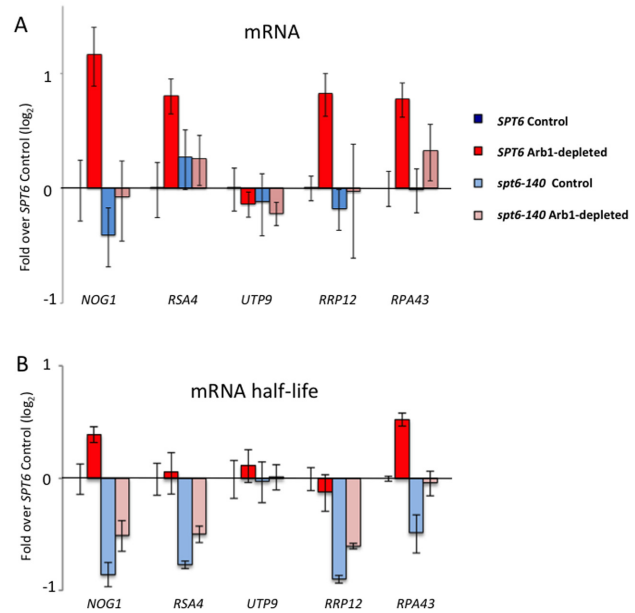 A
mRNA
Fold over SPT6 Control (log2)
1
0
-1
NOG1 RSA4 UTP9 RRP12 RPA43
SPT6 Control
SPT6 Arb1-depleted
spt6-140 Control
spt6-140 Arb1-depleted
B
mRNA half-life
Fold over SPT6 Control (log2)
1
0
-1
NOG1 RSA4 UTP9 RRP12 RPA43